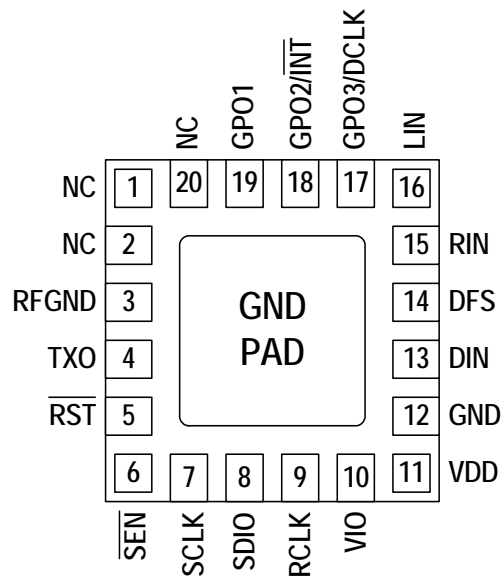 NC
GPO1
GPO2/INT
GPO3/DCLK
LIN
NC 1 20 19 18 17 16
NC 2 15 RIN
RFGND 3 GND 14 DFS
TXO 4 PAD 13 DIN
RST 5 12 GND
6 7 8 9 10 11 VDD
SEN
SCLK
SDIO
RCLK
VIO